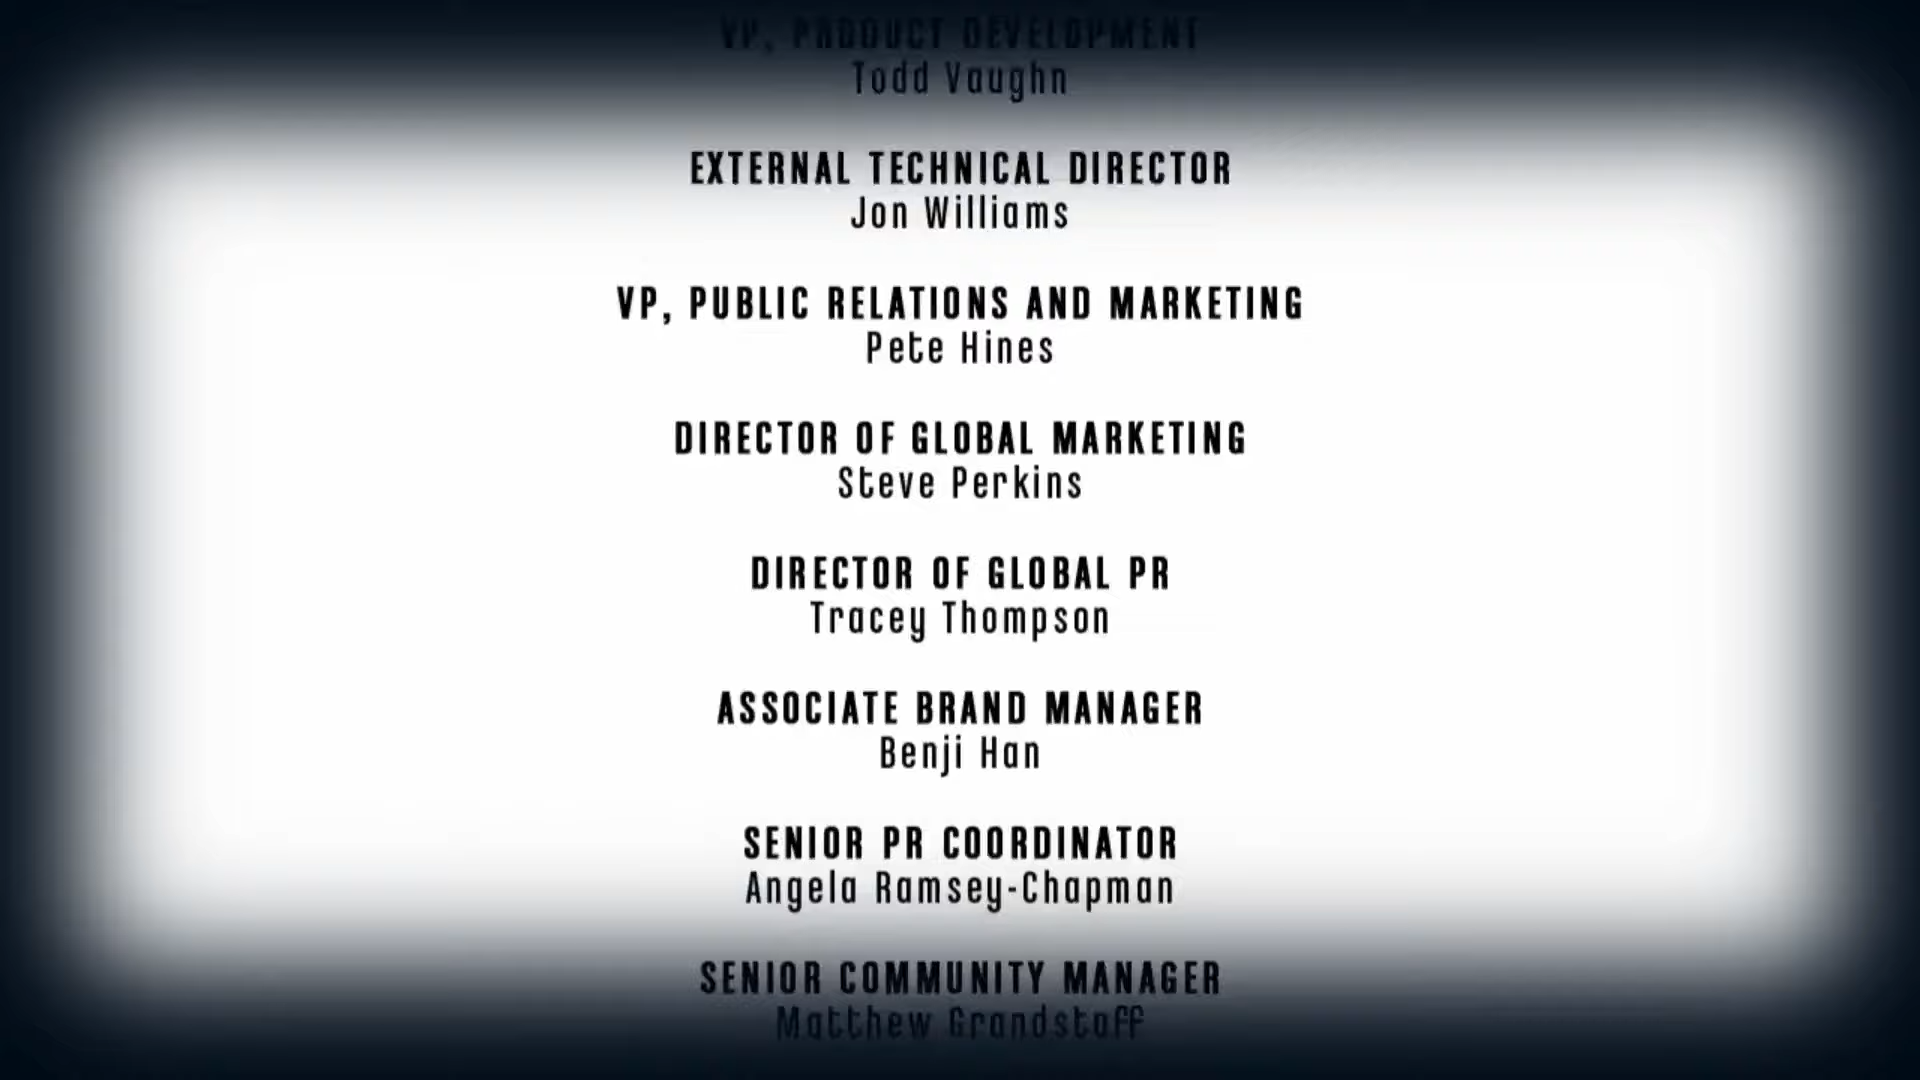 VP, PRODUCT DEVELOPMENT
Todd Vaughn
EXTERNAL TECHNICAL DIRECTOR
Jon Williams
VP, PUBLIC RELATIONS AND MARKETING
Pete Hines
DIRECTOR OF GLOBAL MARKETING
Steve Perkins
DIRECTOR OF GLOBAL PR
Tracey Thompson
ASSOCIATE BRAND MANAGER
Benji Han
SENIOR PR COORDINATOR
Angela Ramsey-Chapman
SENIOR COMMUNITY MANAGER
Matthew Grandstaff